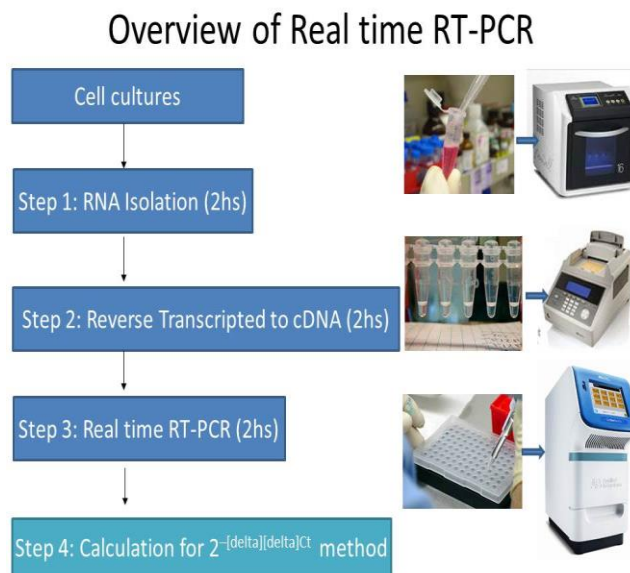 Overview of Real time RT-PCR
Cell cultures
Step 1: RNA Isolation (2hs)
Step 2: Reverse Transcripted to cDNA (2hs)
Step 3: Real time RT-PCR (2hs)
Step 4: Calculation for 2^–[delta][delta]Ct method
16
t